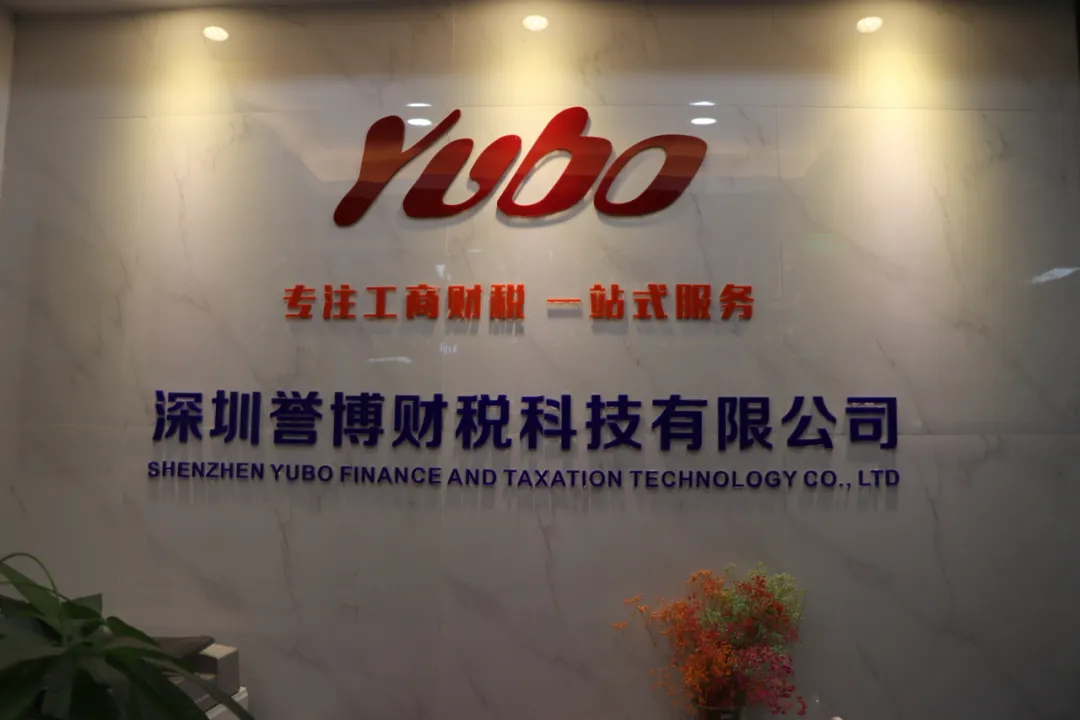 Yubo
专注工商财税 一站式服务
深圳誉博财税科技有限公司
SHENZHEN YUBO FINANCE AND TAXATION TECHNOLOGY CO., LTD